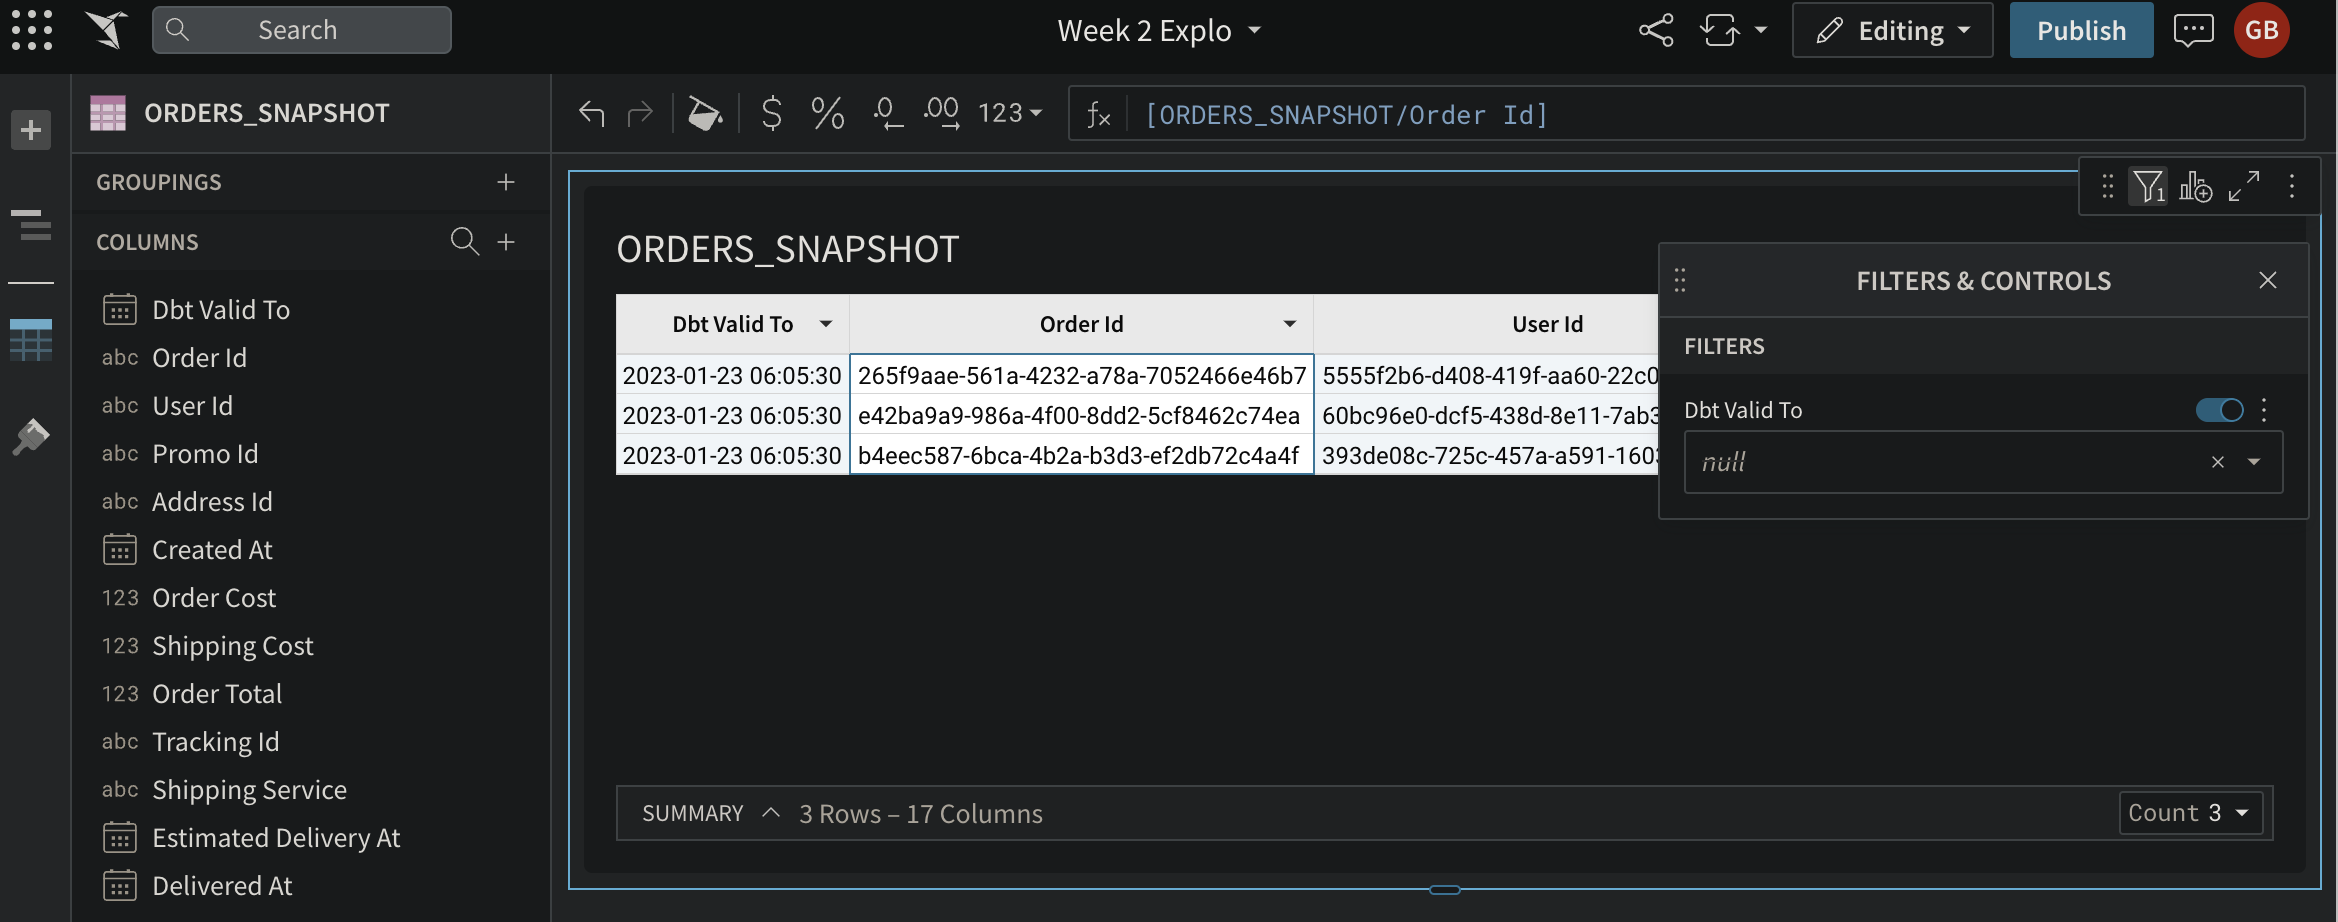 Search
Week 2 Explo
Editing
Publish
GB
ORDERS_SNAPSHOT
$ % .0 .00 123
fx [ORDERS_SNAPSHOT/Order Id]
GROUPINGS
COLUMNS
Dbt Valid To
abc Order Id
abc User Id
abc Promo Id
abc Address Id
Created At
123 Order Cost
123 Shipping Cost
123 Order Total
abc Tracking Id
abc Shipping Service
Estimated Delivery At
Delivered At
1
ORDERS_SNAPSHOT
Dbt Valid To Order Id User Id
2023-01-23 06:05:30 265f9aae-561a-4232-a78a-7052466e46b7 5555f2b6-d408-419f-aa60-22c0
2023-01-23 06:05:30 e42ba9a9-986a-4f00-8dd2-5cf8462c74ea 60bc96e0-dcf5-438d-8e11-7ab3
2023-01-23 06:05:30 b4eec587-6bca-4b2a-b3d3-ef2db72c4a4f 393de08c-725c-457a-a591-1603
FILTERS & CONTROLS
FILTERS
Dbt Valid To
null
SUMMARY 3 Rows – 17 Columns
Count 3